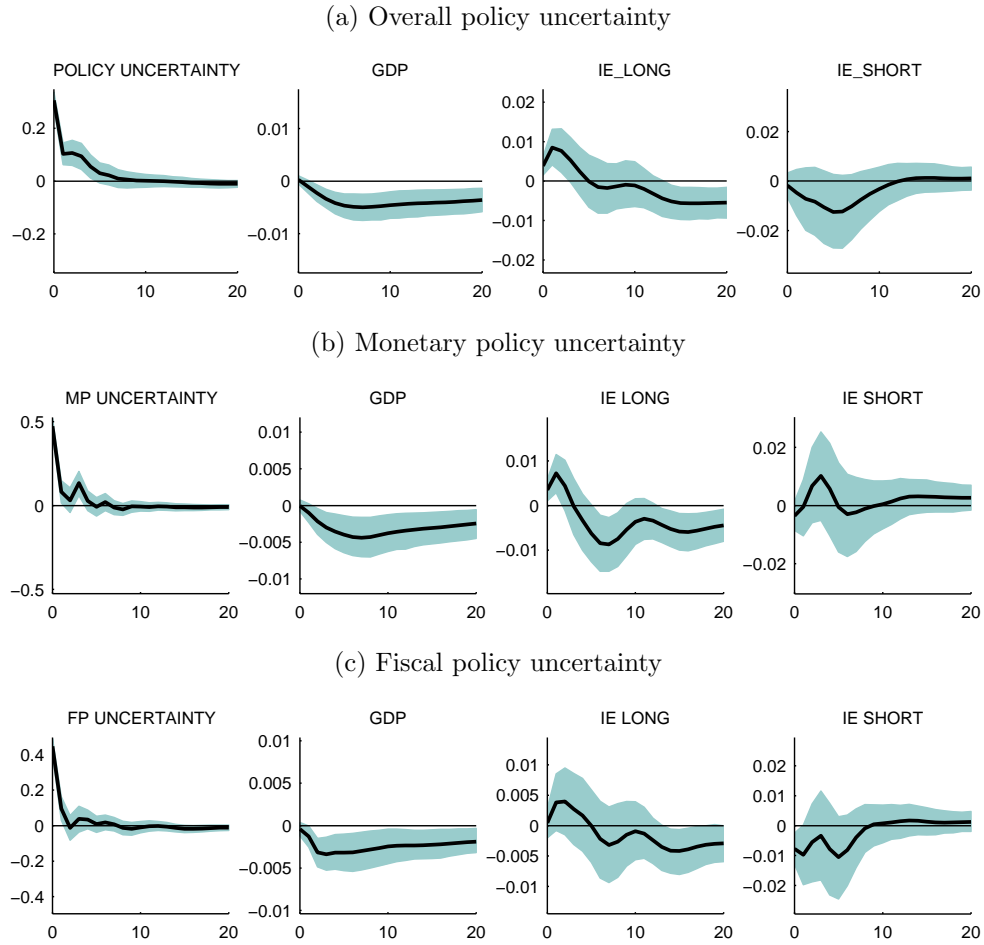 (a) Overall policy uncertainty
POLICY UNCERTAINTY GDP IE_LONG IE_SHORT
0.2
0
−0.2
0 10 20
0.01
0
−0.01
0 10 20
0.02
0.01
0
−0.01
−0.02
0 10 20
0.02
0
−0.02
0 10 20
(b) Monetary policy uncertainty
MP UNCERTAINTY GDP IE LONG IE SHORT
0.5
0
−0.5
0 10 20
0.01
0.005
0
−0.005
−0.01
0 10 20
0.01
0
−0.01
0 10 20
0.02
0
−0.02
0 10 20
(c) Fiscal policy uncertainty
FP UNCERTAINTY GDP IE LONG IE SHORT
0.4
0.2
0
−0.2
−0.4
0 10 20
0.01
0.005
0
−0.005
−0.01
0 10 20
0.01
0.005
0
−0.005
−0.01
0 10 20
0.02
0.01
0
−0.01
−0.02
0 10 20